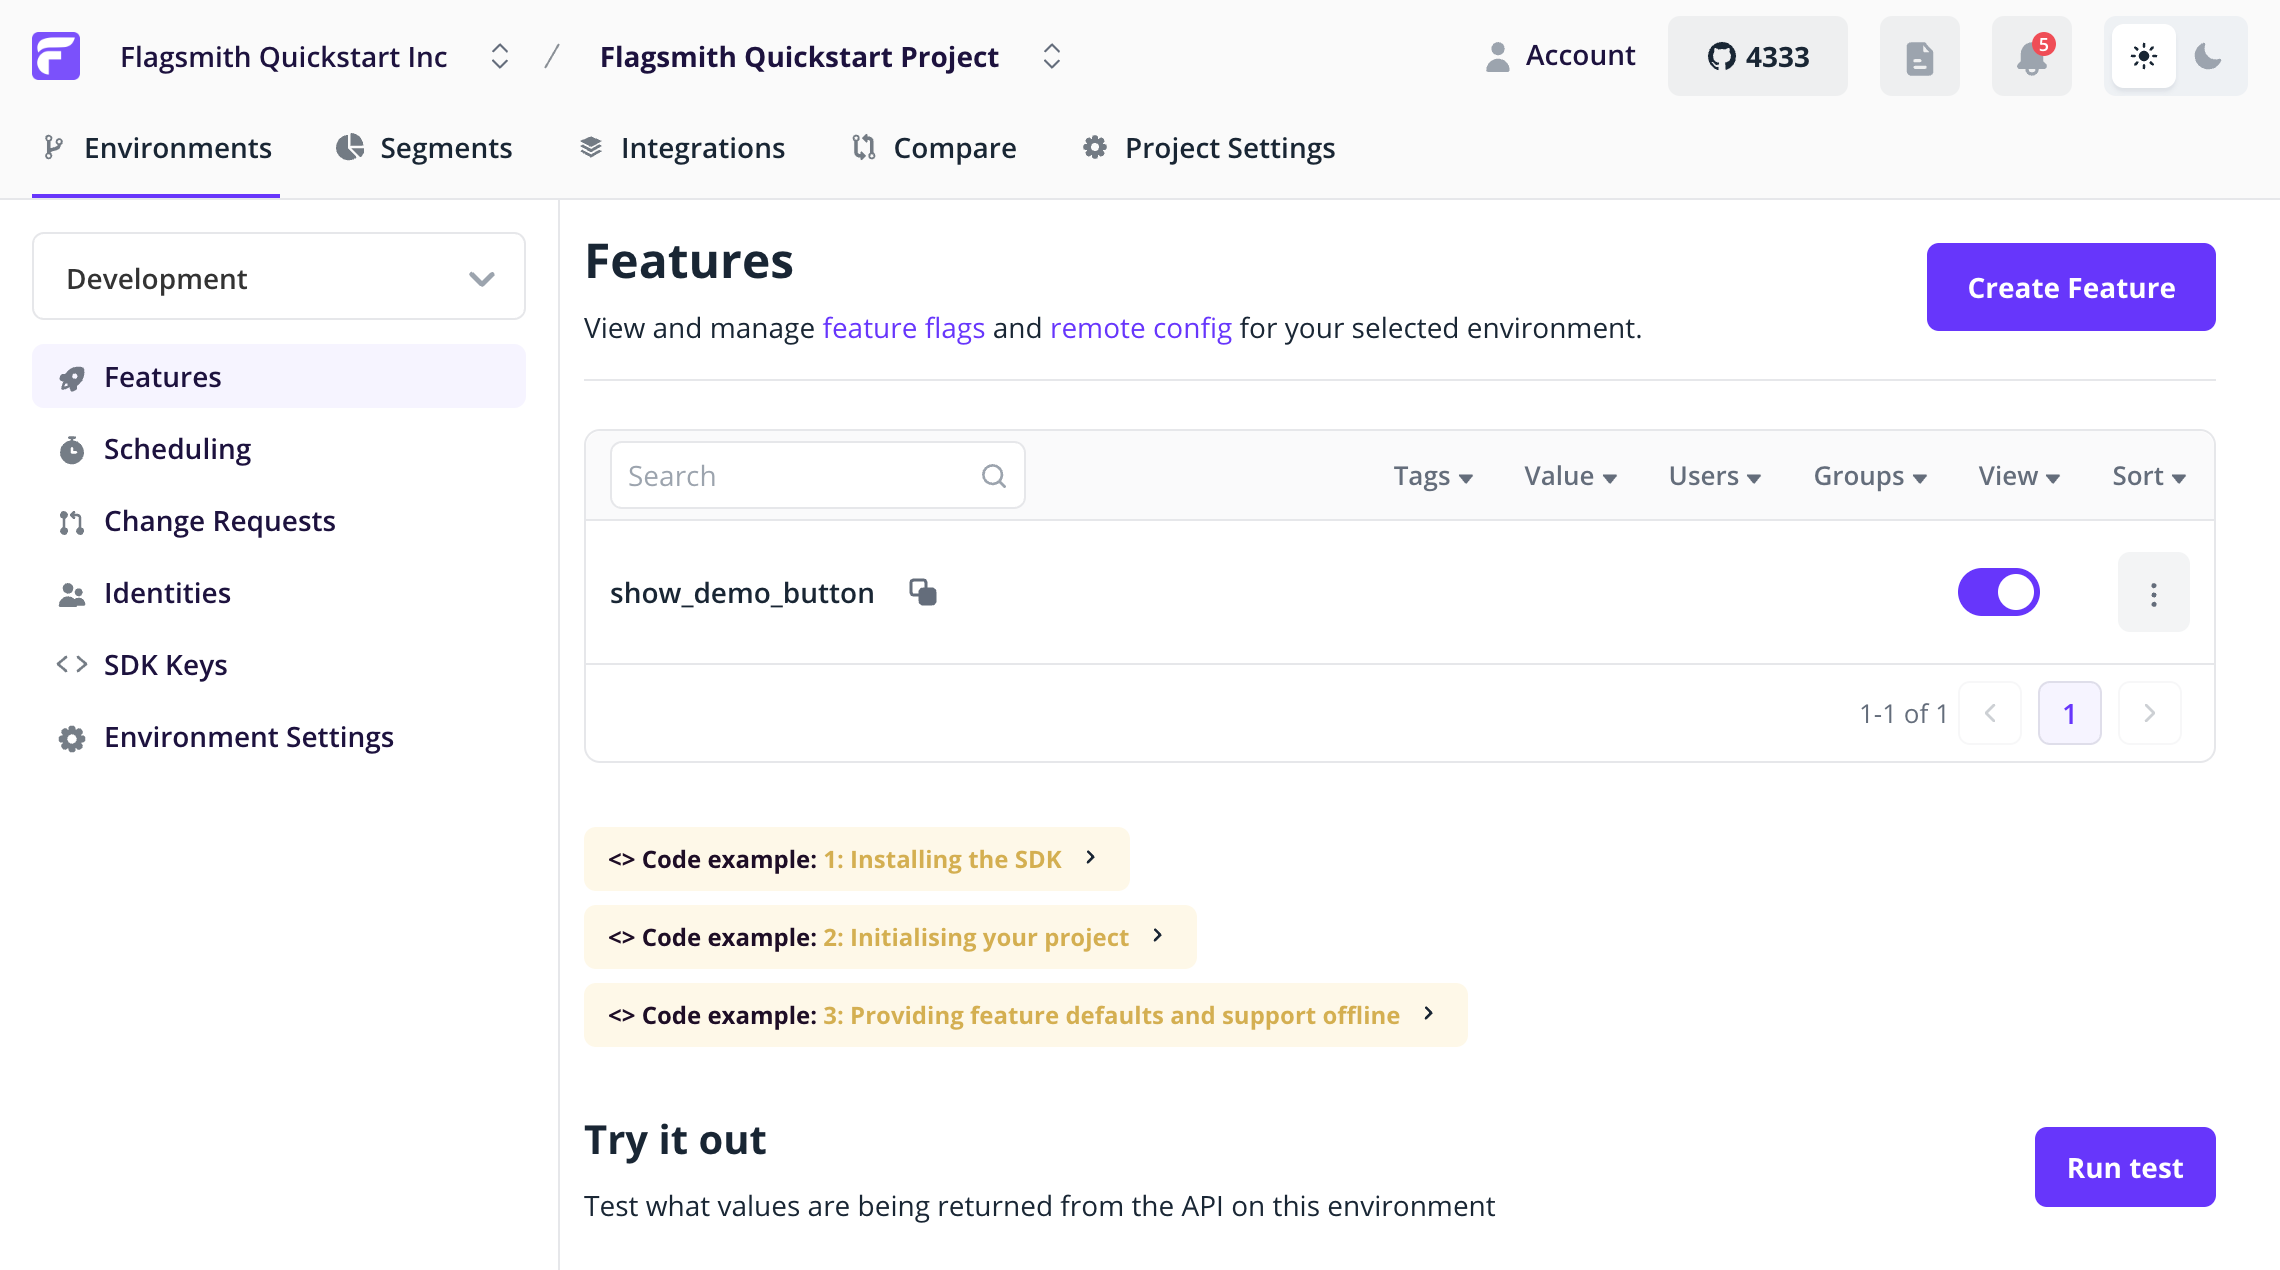 Flagsmith Quickstart Inc / Flagsmith Quickstart Project Account 4333 5
Environments Segments Integrations Compare Project Settings
Development
Features
Scheduling
Change Requests
Identities
SDK Keys
Environment Settings
Features
View and manage feature flags and remote config for your selected environment.
Create Feature
Search Tags Value Users Groups View Sort
show_demo_button
1-1 of 1 1
<> Code example: 1: Installing the SDK
<> Code example: 2: Initialising your project
<> Code example: 3: Providing feature defaults and support offline
Try it out
Test what values are being returned from the API on this environment
Run test